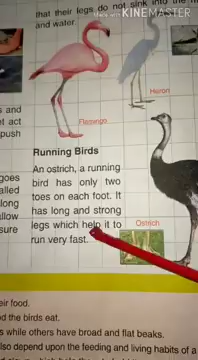 that their legs do not sink into the
and water.
MADE WITH KINEMASTER
Heron
Flamingo
s and
t act
push
Running Birds
An ostrich, a running
bird has only two
toes on each foot. It
has long and strong
legs which help it to
run very fast.
goes
alled
long
llow
sure
Ostrich
eir food.
d the birds eat.
s while others have broad and flat beaks.
lso depend upon the feeding and living habits of a